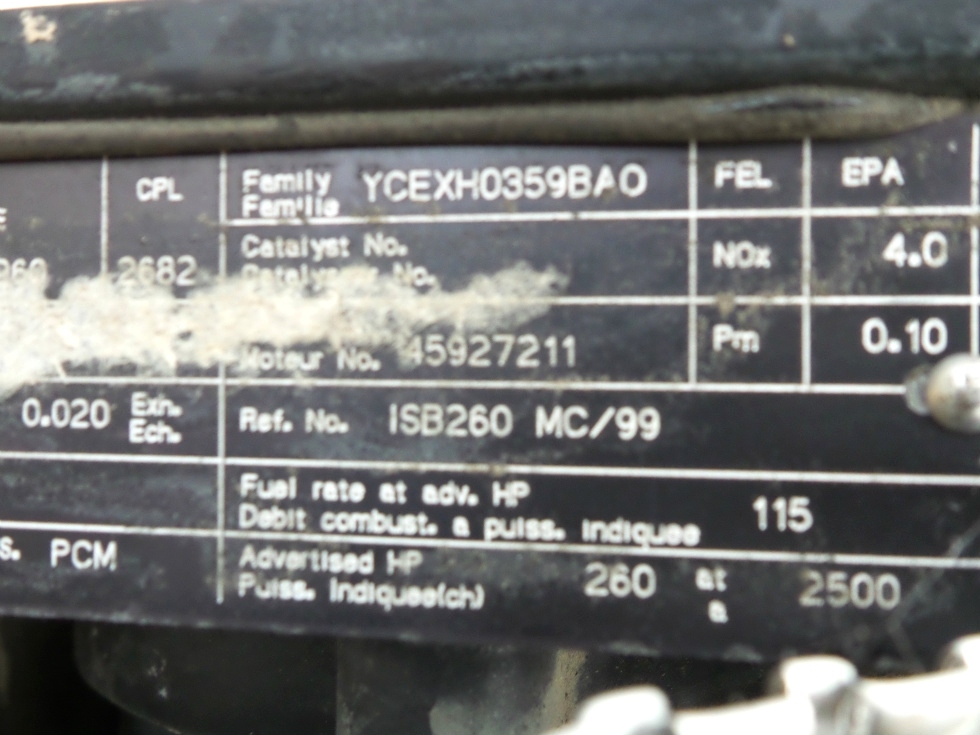 CPL
Family YCEXH0359BAO FEL EPA
Famille
Catalyst No. NOx 4.0
2682 No.
Moteur No. 45927211 Pm 0.10
0.020 Exh. Ref. No. ISB260 MC/99
Ech.
Fuel rate at adv. HP 115
Debit combust. a puiss. indiquee
PCM Advertised HP 260 at 2500
Puiss. Indiquee(ch) a